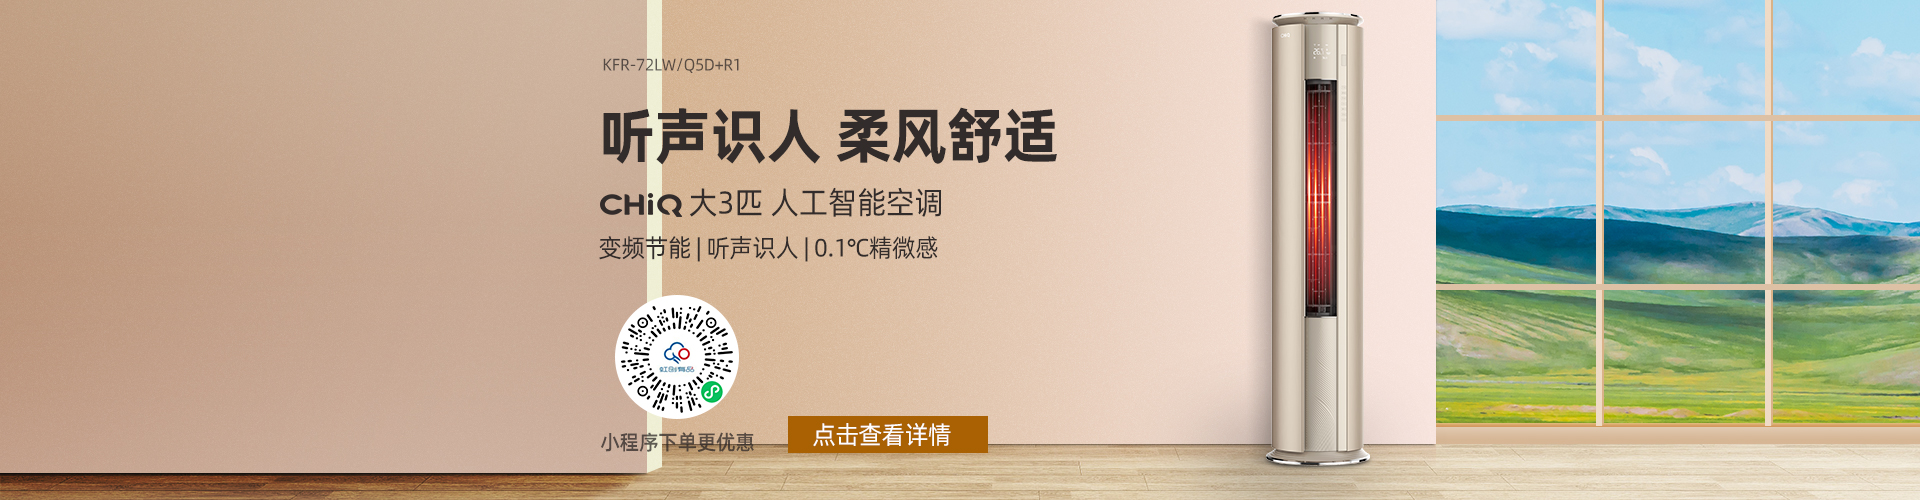 KFR-72LW/Q5D+R1
听声识人 柔风舒适
CHiQ 大3匹 人工智能空调
变频节能 | 听声识人 | 0.1℃精微感
虹创有品
小程序下单更优惠
点击查看详情